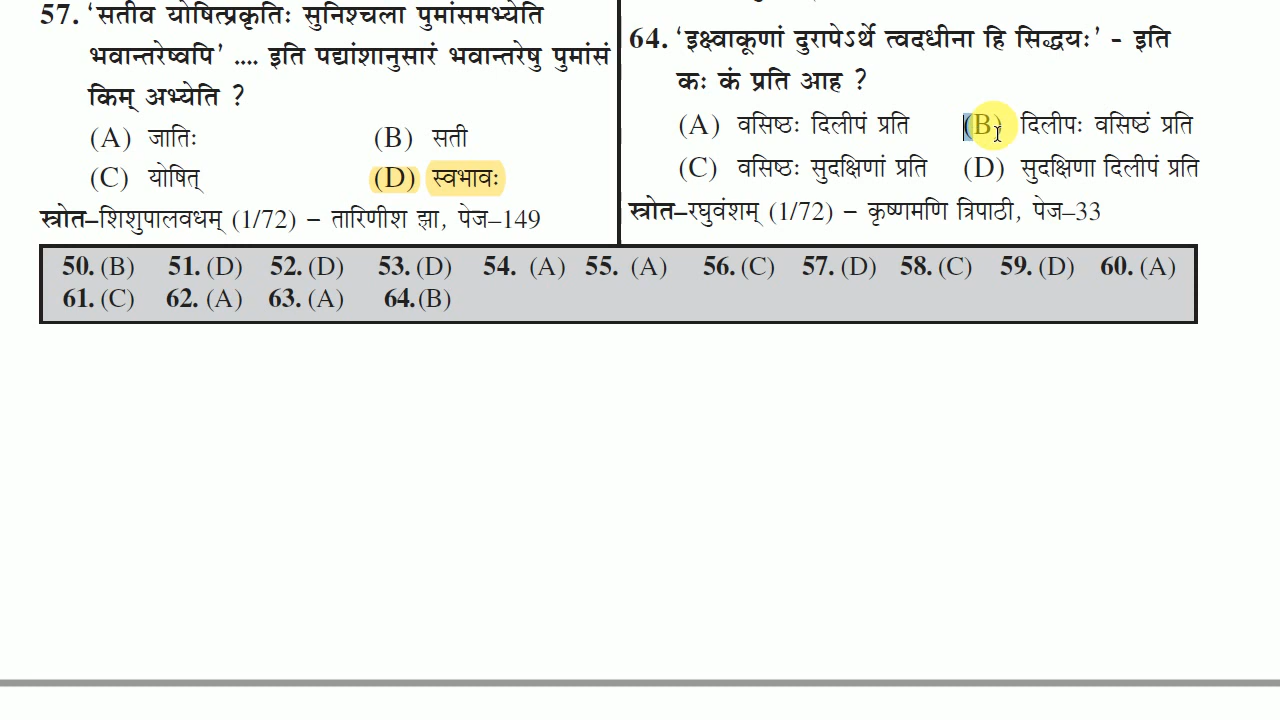 57. ‘सतीव योषित्प्रकृतिः सुनिश्चला पुमांसमभ्येति
भवान्तरेष्वपि’ .... इति पद्यांशानुसारं भवान्तरेषु पुमांसं
किम् अभ्येति ?
(A) जातिः (B) सती
(C) योषित् (D) स्वभावः
स्त्रोत–शिशुपालवधम् (1/72) – तारिणीश झा, पेज–149
64. ‘इक्ष्वाकूणां दुरापेऽर्थे त्वदधीना हि सिद्धयः’ – इति
कः कं प्रति आह ?
(A) वसिष्ठः दिलीपं प्रति (B) दिलीपः वसिष्ठं प्रति
(C) वसिष्ठः सुदक्षिणां प्रति (D) सुदक्षिणा दिलीपं प्रति
स्त्रोत–रघुवंशम् (1/72) – कृष्णमणि त्रिपाठी, पेज–33
50. (B) 51. (D) 52. (D) 53. (D) 54. (A) 55. (A) 56. (C) 57. (D) 58. (C) 59. (D) 60. (A)
61. (C) 62. (A) 63. (A) 64. (B)